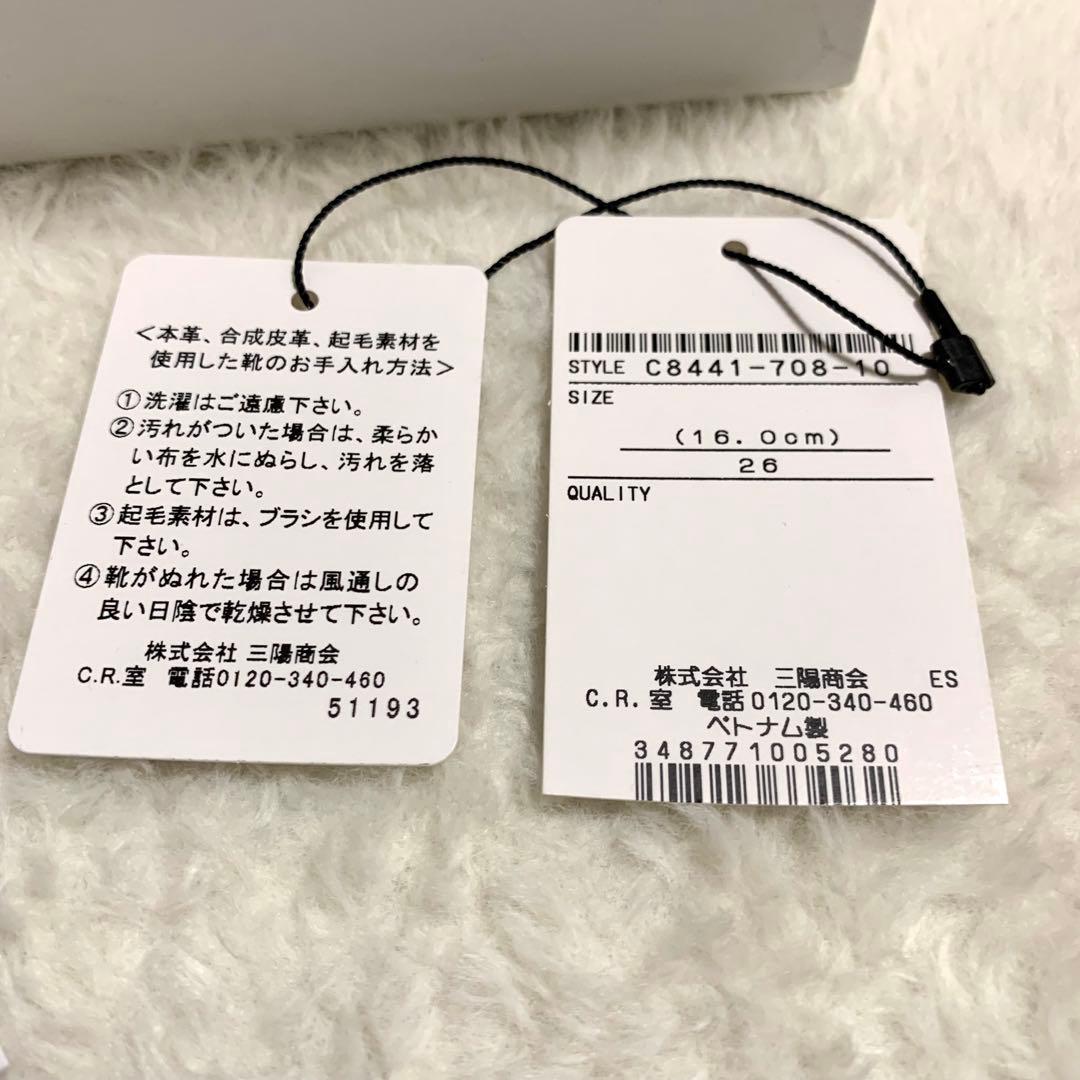 <本革、合成皮革、起毛素材を
使用した靴のお手入れ方法>
①洗濯はご遠慮下さい。
②汚れがついた場合は、柔らか
い布を水にぬらし、汚れを落
として下さい。
③起毛素材は、ブラシを使用して
下さい。
④靴がぬれた場合は風通しの
良い日陰で乾燥させて下さい。
株式会社 三陽商会
C.R.室 電話0120-340-460
51193
STYLE C8441-708-10
SIZE
(16.0cm)
26
QUALITY
株式会社 三陽商会 ES
C.R.室 電話0120-340-460
ベトナム製
348771005280